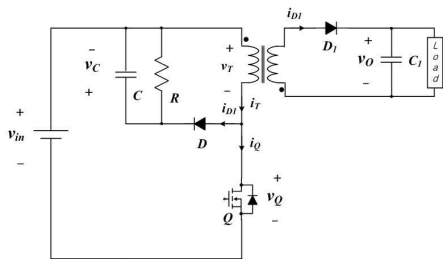 i_D1
D_1
v_C
C
R
v_T
v_O
C_1
Load
i_D1
i_T
D
v_in
i_Q
v_Q
Q